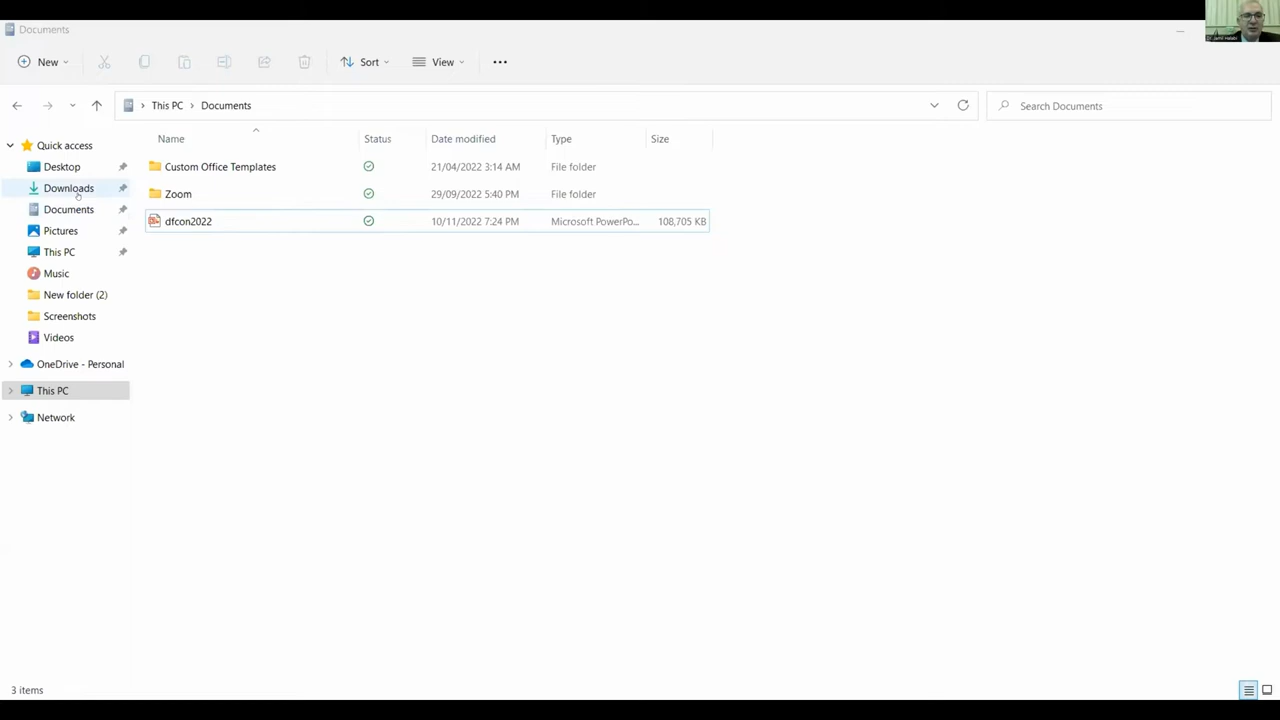 Documents
New
Sort
View
This PC
Documents
Search Documents
Name
Status
Date modified
Type
Size
Quick access
Desktop
Downloads
Documents
Pictures
This PC
Music
New folder (2)
Screenshots
Videos
OneDrive - Personal
This PC
Network
Custom Office Templates
21/04/2022 3:14 AM
File folder
Zoom
29/09/2022 5:40 PM
File folder
dfcon2022
10/11/2022 7:24 PM
Microsoft PowerPo...
108,705 KB
3 items